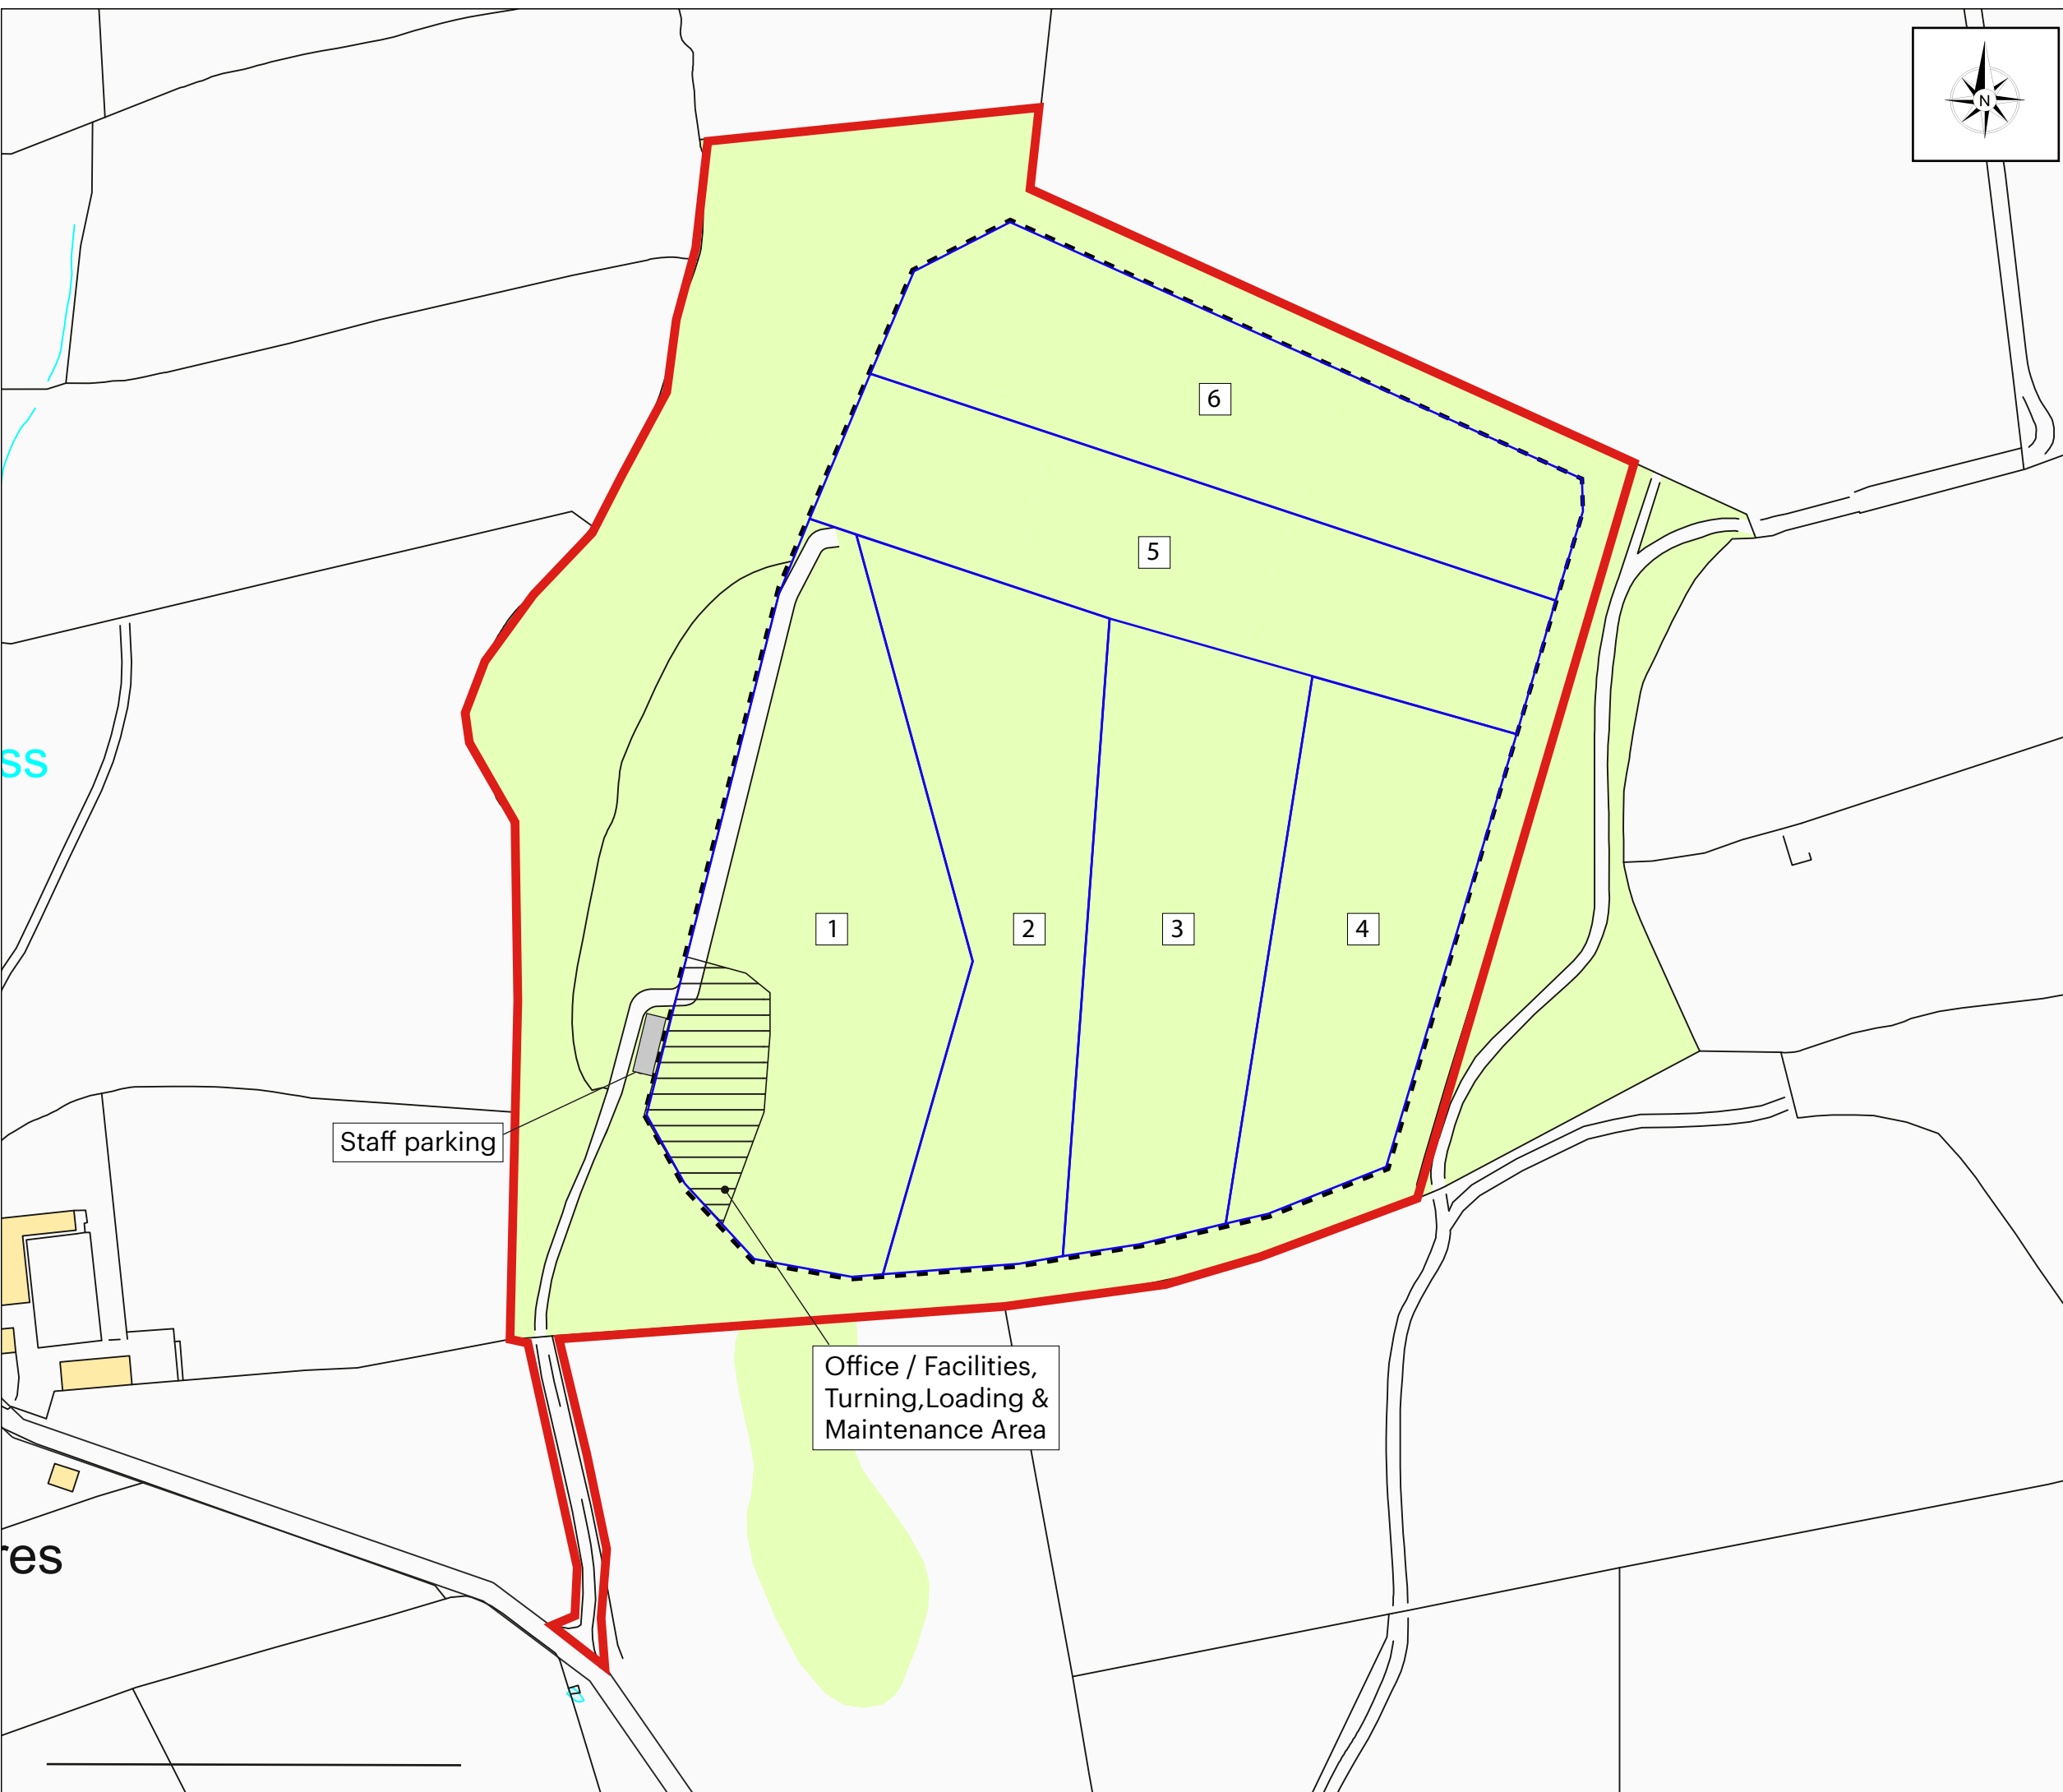 N
6
5
ss
1
2
3
4
Staff parking
Office / Facilities,
Turning,Loading &
Maintenance Area
res